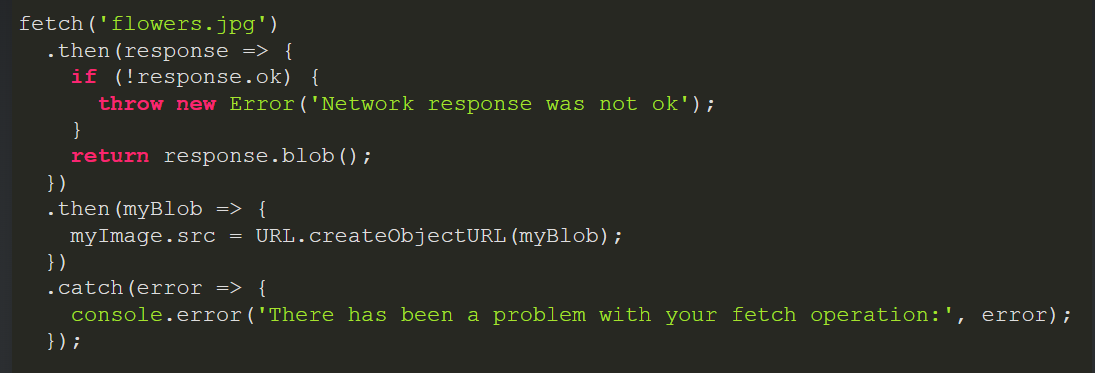 fetch('flowers.jpg')
  .then(response => {
    if (!response.ok) {
      throw new Error('Network response was not ok');
    }
    return response.blob();
  })
  .then(myBlob => {
    myImage.src = URL.createObjectURL(myBlob);
  })
  .catch(error => {
    console.error('There has been a problem with your fetch operation:', error);
  });